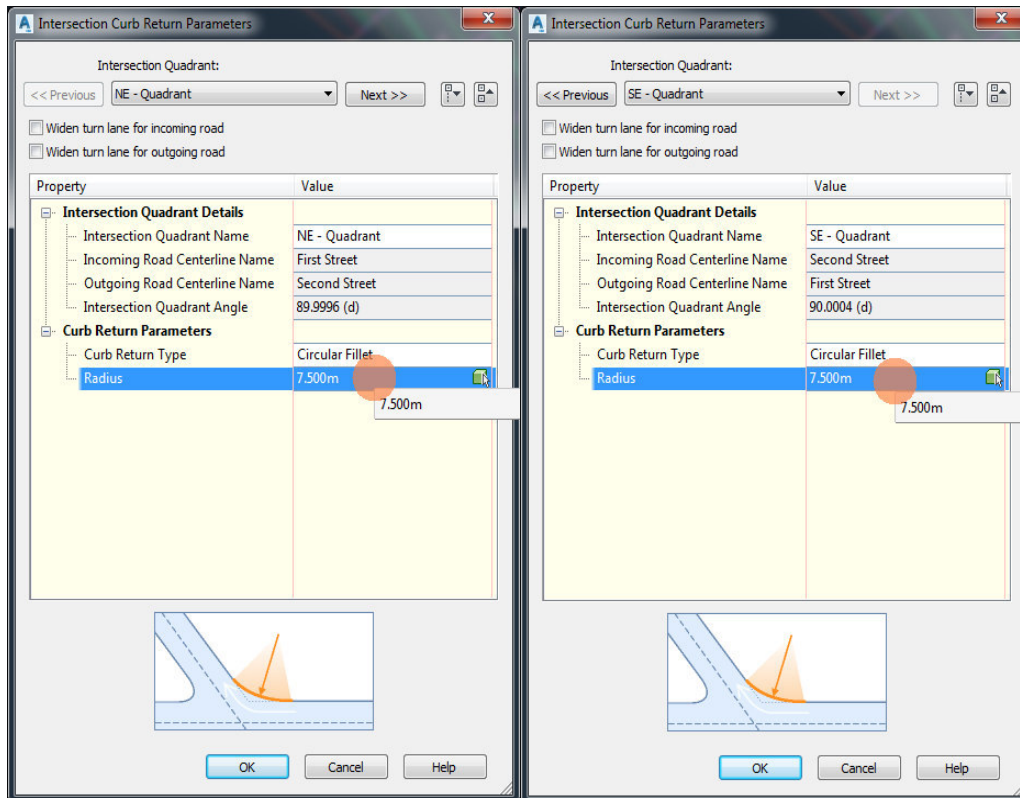 Intersection Curb Return Parameters
Intersection Quadrant:
<< Previous NE - Quadrant Next >>
Widen turn lane for incoming road
Widen turn lane for outgoing road
Property Value
Intersection Quadrant Details
Intersection Quadrant Name NE - Quadrant
Incoming Road Centerline Name First Street
Outgoing Road Centerline Name Second Street
Intersection Quadrant Angle 89.9996 (d)
Curb Return Parameters
Curb Return Type Circular Fillet
Radius 7.500m
7.500m
OK Cancel Help
Intersection Curb Return Parameters
Intersection Quadrant:
<< Previous SE - Quadrant Next >>
Widen turn lane for incoming road
Widen turn lane for outgoing road
Property Value
Intersection Quadrant Details
Intersection Quadrant Name SE - Quadrant
Incoming Road Centerline Name Second Street
Outgoing Road Centerline Name First Street
Intersection Quadrant Angle 90.0004 (d)
Curb Return Parameters
Curb Return Type Circular Fillet
Radius 7.500m
7.500m
OK Cancel Help